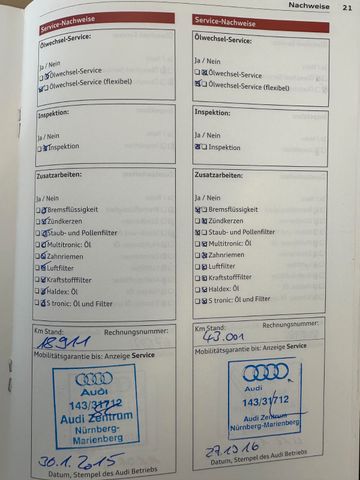 Nachweise 21
Service-Nachweise
Ölwechsel-Service:
Ja / Nein
Ölwechsel-Service
Ölwechsel-Service (flexibel)
Inspektion:
Ja / Nein
Inspektion
Zusatzarbeiten:
Ja / Nein
Bremsflüssigkeit
Zündkerzen
Staub- und Pollenfilter
Multitronic: Öl
Zahnriemen
Luftfilter
Kraftstofffilter
Haldex: Öl
S tronic: Öl und Filter
Km Stand: Rechnungsnummer:
18911
Mobilitätsgarantie bis: Anzeige Service
Audi
143/31712
Audi Zentrum
Nürnberg-
Marienberg
30.1.2015
Datum, Stempel des Audi Betriebs
Service-Nachweise
Ölwechsel-Service:
Ja / Nein
Ölwechsel-Service
Ölwechsel-Service (flexibel)
Inspektion:
Ja / Nein
Inspektion
Zusatzarbeiten:
Ja / Nein
Bremsflüssigkeit
Zündkerzen
Staub- und Pollenfilter
Multitronic: Öl
Zahnriemen
Luftfilter
Kraftstofffilter
Haldex: Öl
S tronic: Öl und Filter
Km Stand: Rechnungsnummer:
43.001
Mobilitätsgarantie bis: Anzeige Service
Audi
143/31712
Audi Zentrum
Nürnberg-
Marienberg
Datum, Stempel des Audi Betriebs